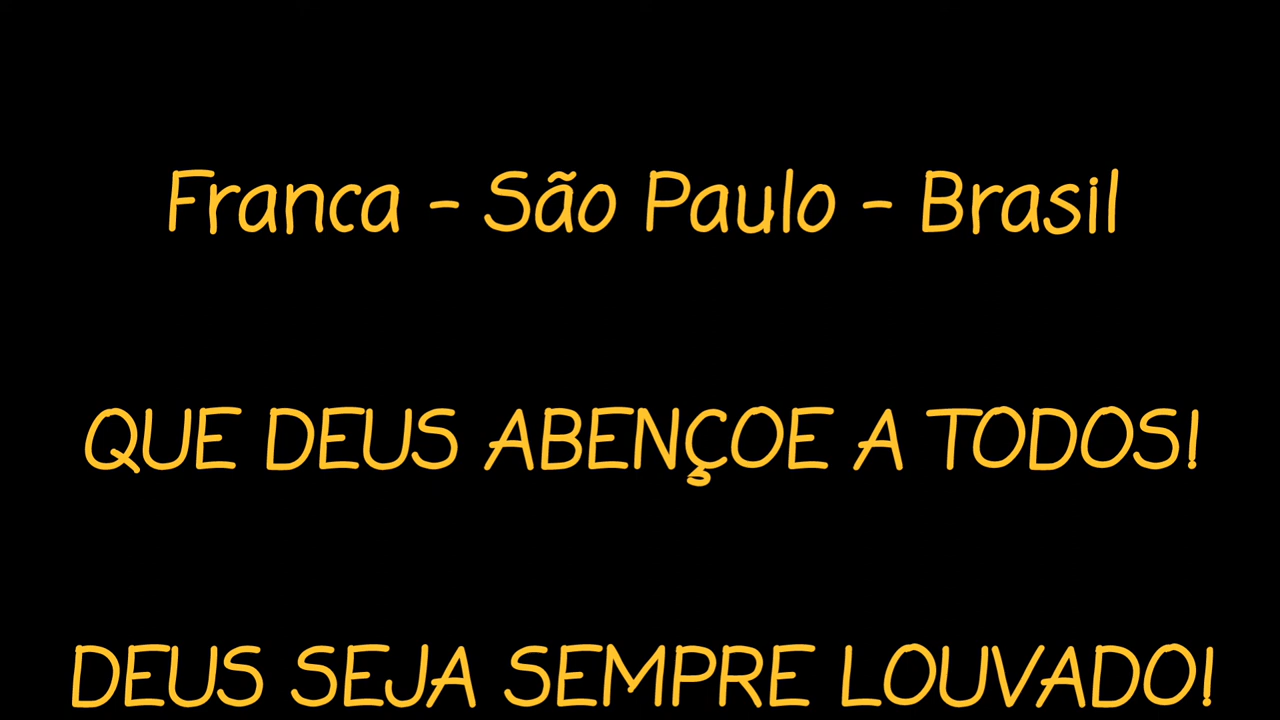 Franca - São Paulo - Brasil
QUE DEUS ABENÇOE A TODOS!
DEUS SEJA SEMPRE LOUVADO!